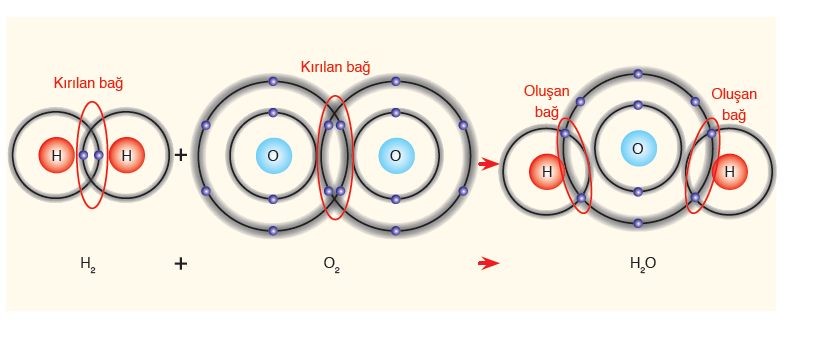 Kırılan bağ
Kırılan bağ
Oluşan
bağ
Oluşan
bağ
H H + O O H O H
H₂ + O₂ H₂O